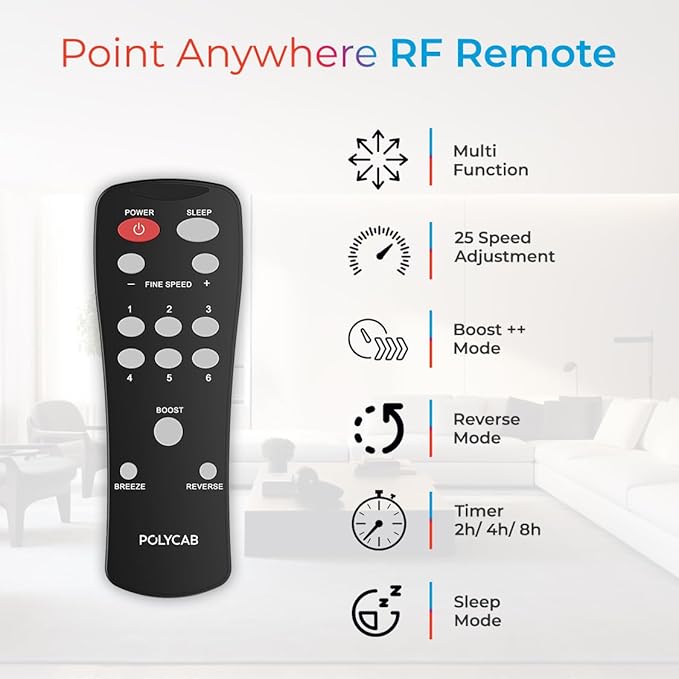 Point Anywhere RF Remote
POWER SLEEP
− FINE SPEED +
1 2 3
4 5 6
BOOST
BREEZE REVERSE
POLYCAB
Multi
Function
25 Speed
Adjustment
Boost ++
Mode
Reverse
Mode
Timer
2h/ 4h/ 8h
z z
Sleep
Mode